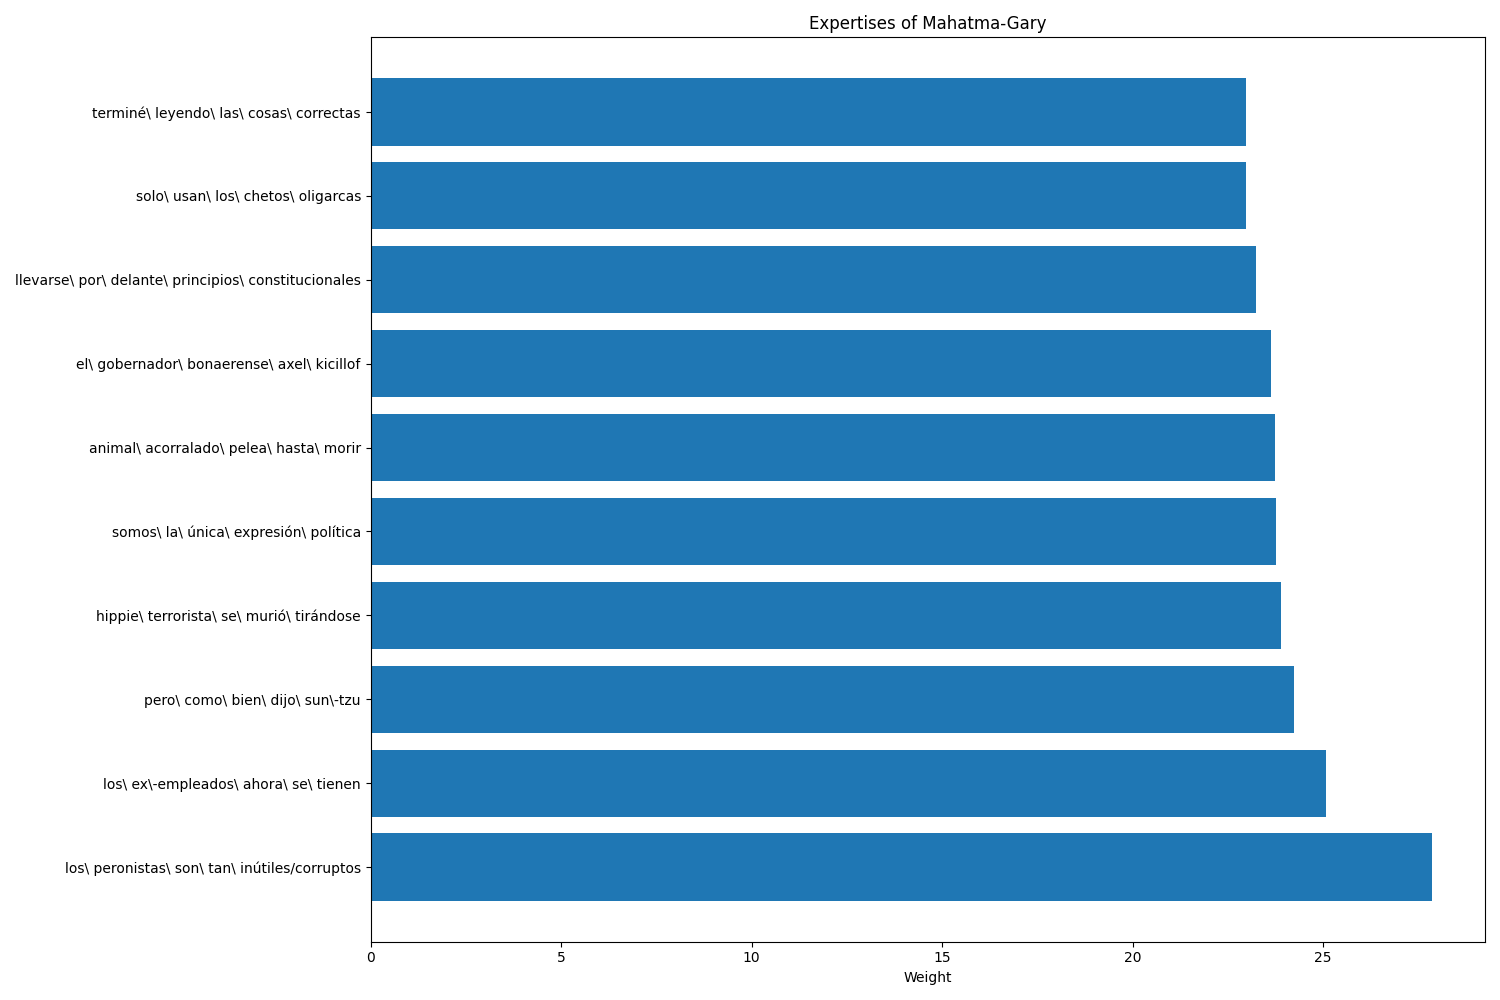 Expertises of Mahatma-Gary
terminé\ leyendo\ las\ cosas\ correctas
solo\ usan\ los\ chetos\ oligarcas
llevarse\ por\ delante\ principios\ constitucionales
el\ gobernador\ bonaerense\ axel\ kicillof
animal\ acorralado\ pelea\ hasta\ morir
somos\ la\ única\ expresión\ política
hippie\ terrorista\ se\ murió\ tirándose
pero\ como\ bien\ dijo\ sun\-tzu
los\ ex\-empleados\ ahora\ se\ tienen
los\ peronistas\ son\ tan\ inútiles/corruptos
0 5 10 15 20 25
Weight